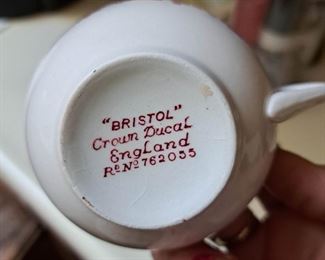 "BRISTOL"
Crown Ducal
England
Rd No 762055